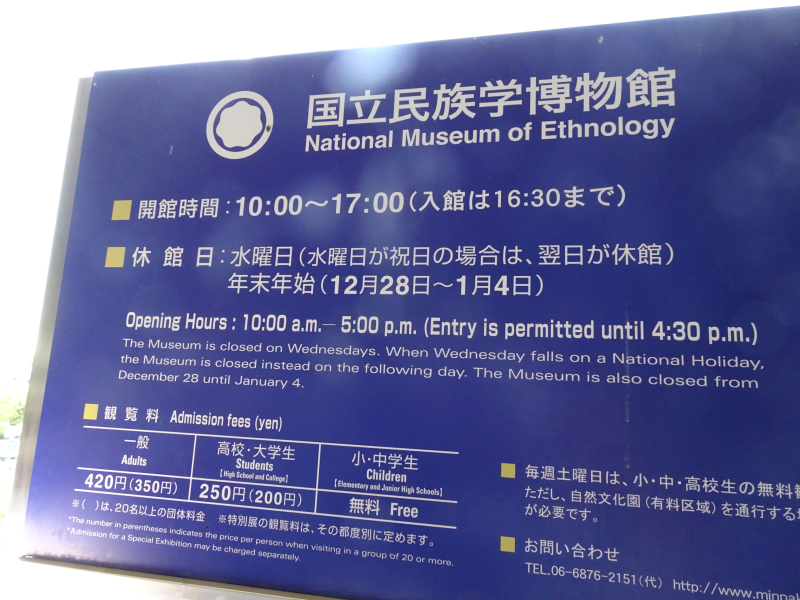 国立民族学博物館
National Museum of Ethnology
開館時間：10:00～17:00（入館は16:30まで）
休館日：水曜日（水曜日が祝日の場合は、翌日が休館）
年末年始（12月28日～1月4日）
Opening Hours : 10:00 a.m.— 5:00 p.m. (Entry is permitted until 4:30 p.m.)
The Museum is closed on Wednesdays. When Wednesday falls on a National Holiday,
the Museum is closed instead on the following day. The Museum is also closed from
December 28 until January 4.
観覧料 Admission fees (yen)
一般
Adults
420円（350円）
高校・大学生
Students
【High School and College】
250円（200円）
小・中学生
Children
【Elementary and Junior High Schools】
無料 Free
※（ ）は、20名以上の団体料金 ※特別展の観覧料は、その都度別に定めます。
*The number in parentheses indicates the price per person when visiting in a group of 20 or more.
*Admission for a Special Exhibition may be charged separately.
毎週土曜日は、小・中・高校生の無料
ただし、自然文化園（有料区域）を通行する
が必要です。
お問い合わせ
TEL.06-6876-2151（代） http://www.minpak